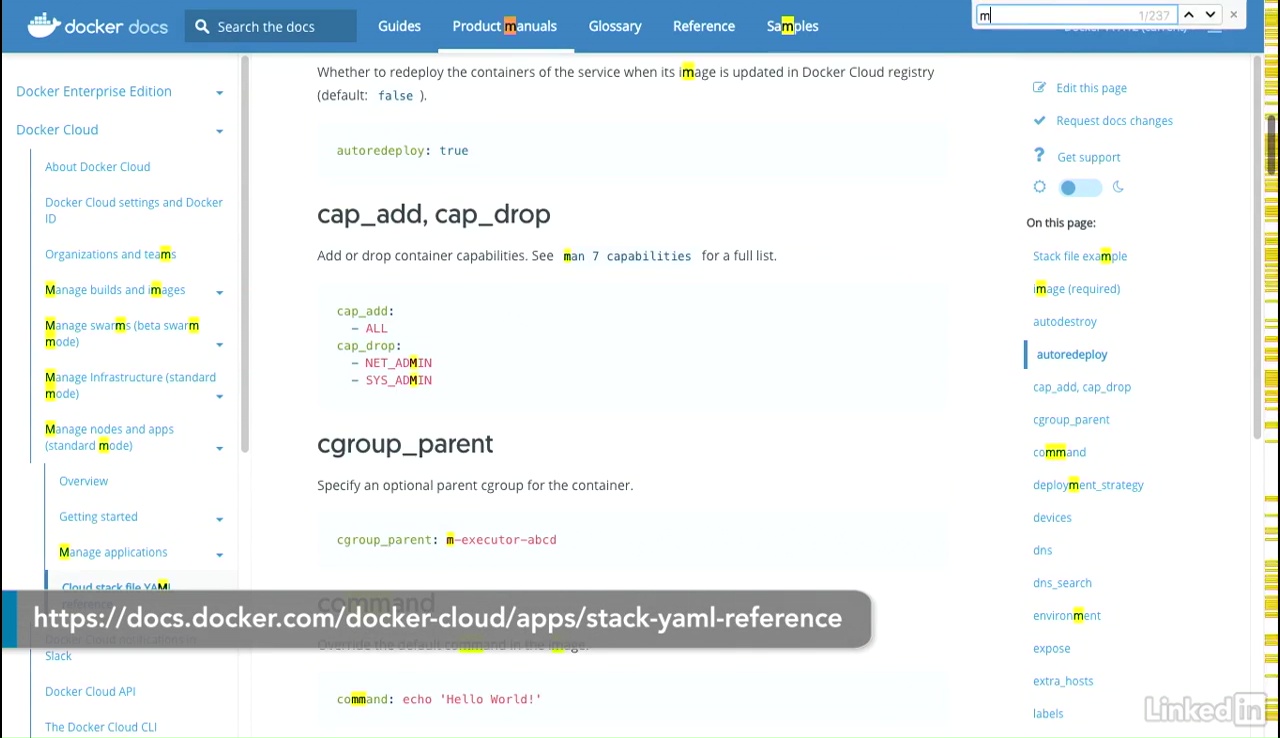 docker docs
Search the docs
Guides
Product manuals
Glossary
Reference
Samples
m
1/237
Docker Enterprise Edition
Docker Cloud
About Docker Cloud
Docker Cloud settings and Docker
ID
Organizations and teams
Manage builds and images
Manage swarms (beta swarm
mode)
Manage Infrastructure (standard
mode)
Manage nodes and apps
(standard mode)
Overview
Getting started
Manage applications
Cloud stack file YAML
reference
Docker Cloud notifications in
Slack
Docker Cloud API
The Docker Cloud CLI
Whether to redeploy the containers of the service when its image is updated in Docker Cloud registry
(default: false ).
autoredeploy: true
cap_add, cap_drop
Add or drop container capabilities. See man 7 capabilities for a full list.
cap_add:
- ALL
cap_drop:
- NET_ADMIN
- SYS_ADMIN
cgroup_parent
Specify an optional parent cgroup for the container.
cgroup_parent: m-executor-abcd
command
https://docs.docker.com/docker-cloud/apps/stack-yaml-reference
Override the default command in the image.
command: echo 'Hello World!'
Edit this page
Request docs changes
Get support
On this page:
Stack file example
image (required)
autodestroy
autoredeploy
cap_add, cap_drop
cgroup_parent
command
deployment_strategy
devices
dns
dns_search
environment
expose
extra_hosts
labels
LinkedIn